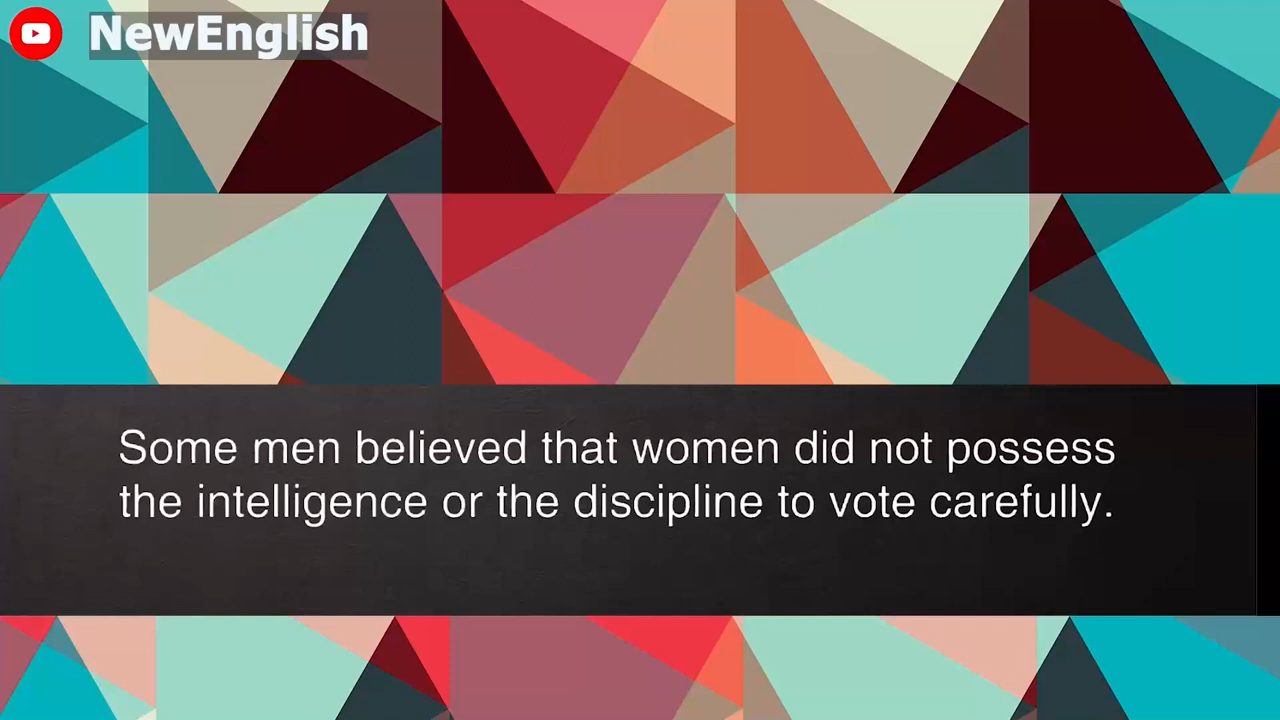 NewEnglish
Some men believed that women did not possess
the intelligence or the discipline to vote carefully.